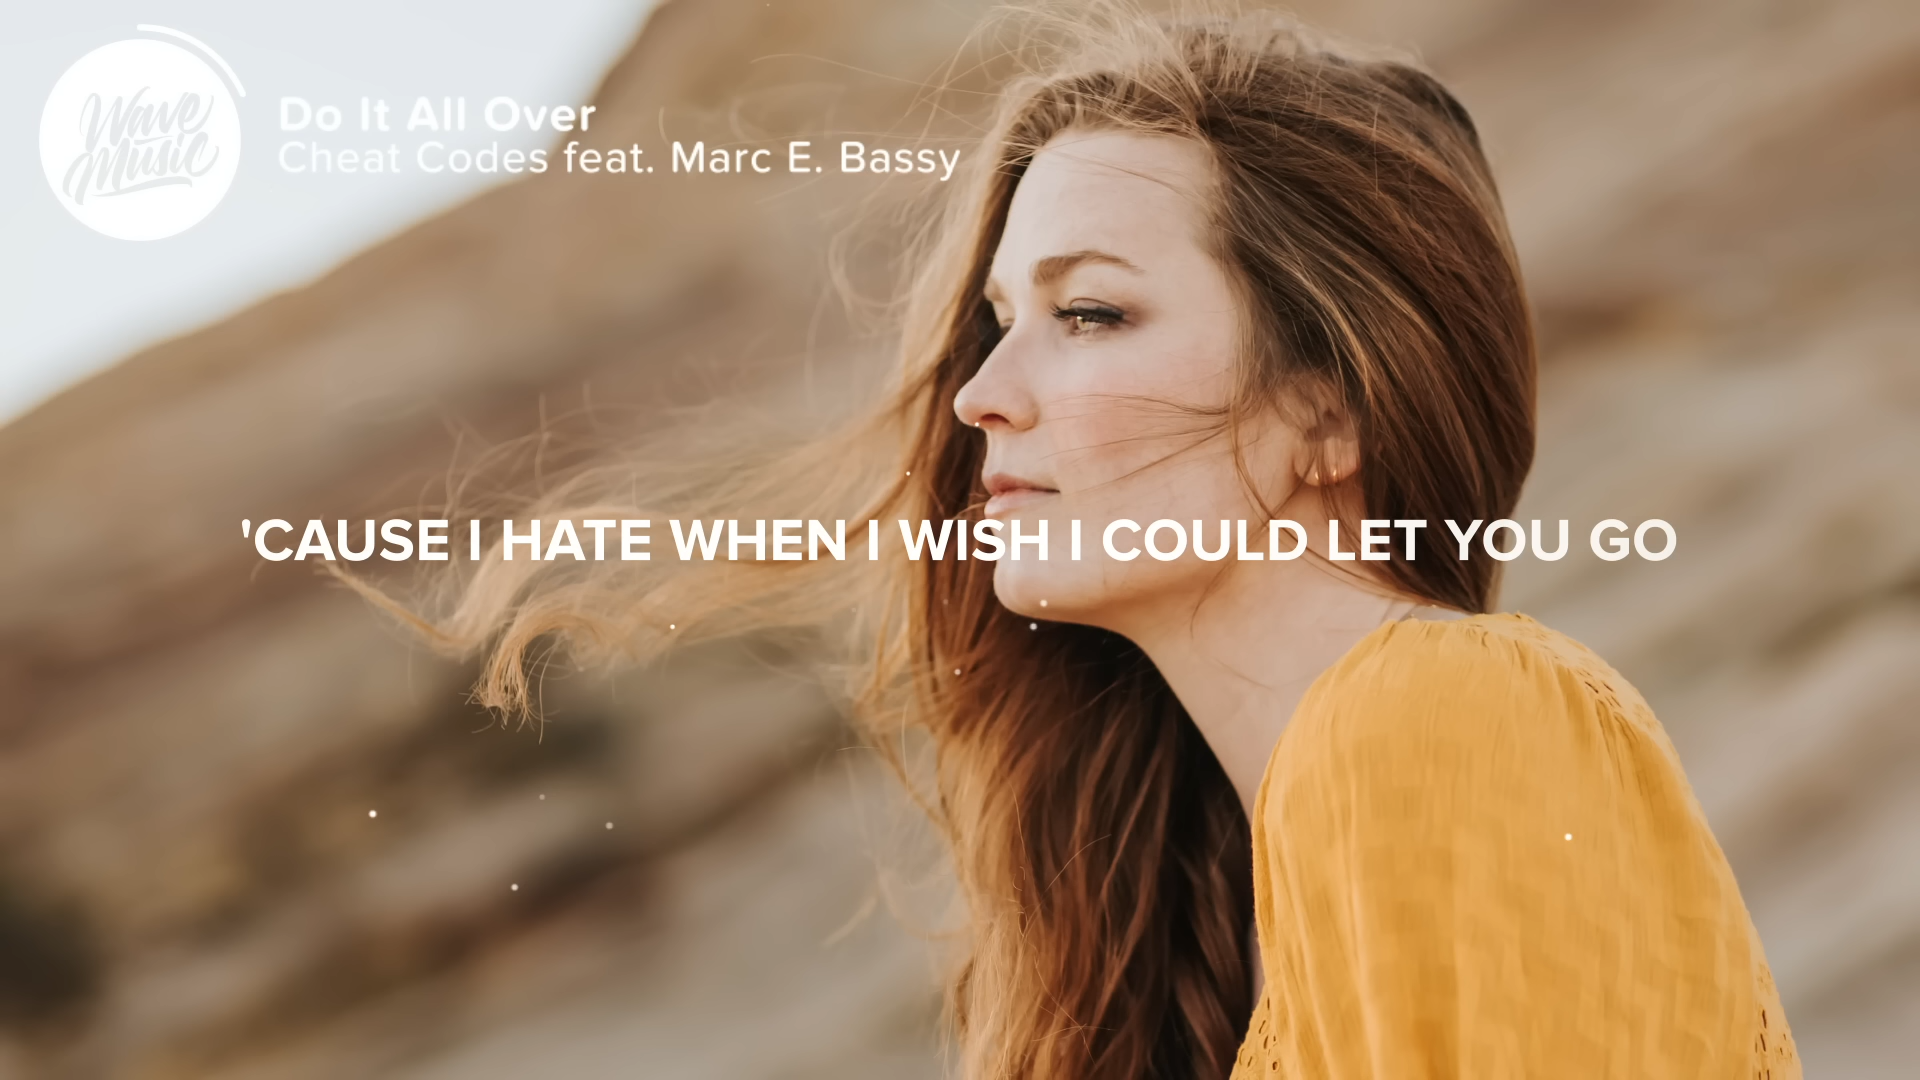 Wave
Music
Do It All Over
Cheat Codes feat. Marc E. Bassy
'CAUSE I HATE WHEN I WISH I COULD LET YOU GO